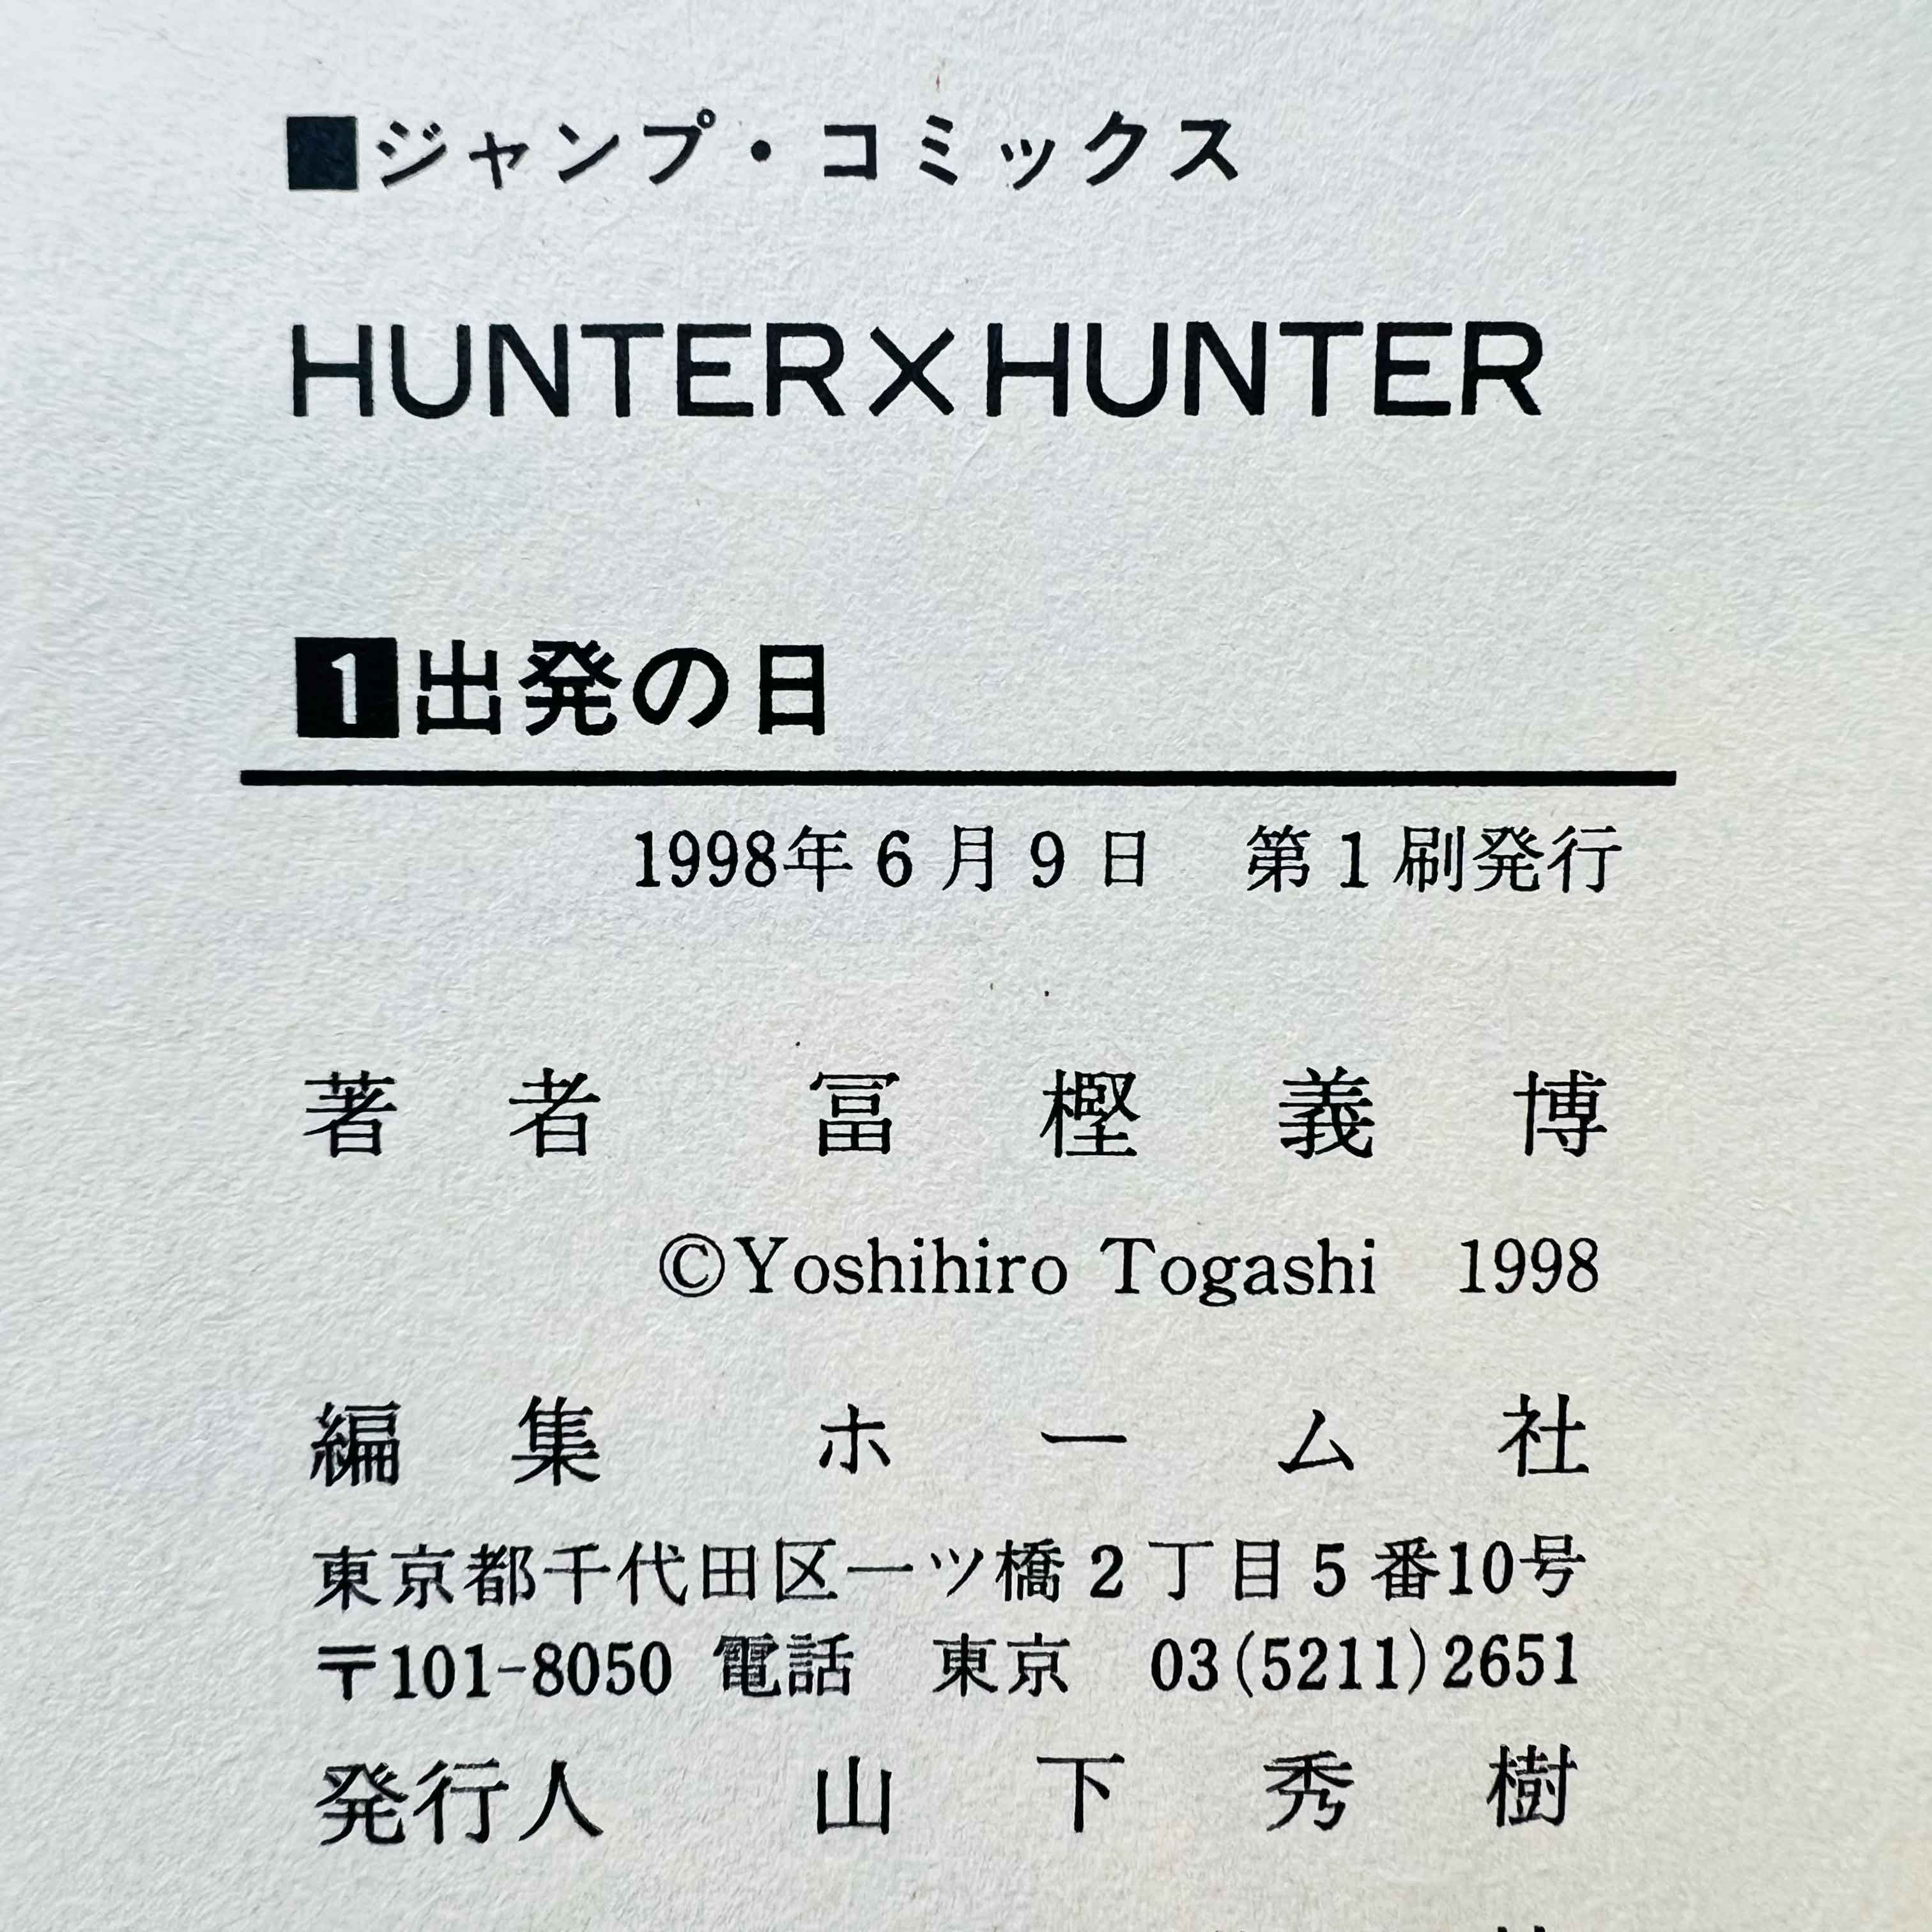 ■ジャンプ・コミックス
HUNTER×HUNTER
1出発の日
1998年6月9日 第1刷発行
著者 冨樫義博
©Yoshihiro Togashi 1998
編集 ホーム社
東京都千代田区一ツ橋2丁目5番10号
〒101-8050 電話 東京 03(5211)2651
発行人 山下秀樹